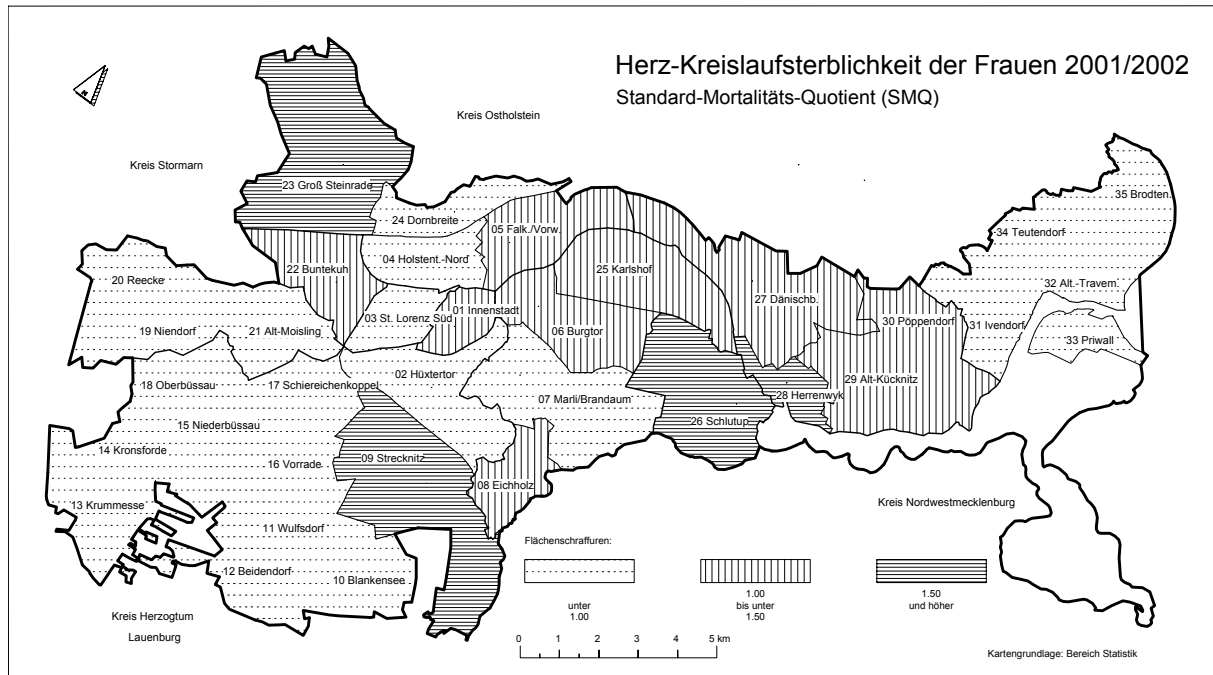 Herz-Kreislaufsterblichkeit der Frauen 2001/2002
Standard-Mortalitäts-Quotient (SMQ)
N
Kreis Ostholstein
Kreis Stormarn
23 Groß Steinrade
35 Brodten.
24 Dornbreite
05 Falk./Vorw.
34 Teutendorf
04 Holstent.-Nord
22 Buntekuh
25 Karlshof
20 Reecke
32 Alt.-Travem.
27 Dänischb.
01 Innenstadt
03 St. Lorenz Süd
30 Pöppendorf
31 Ivendorf
19 Niendorf
21 Alt-Moisling
06 Burgtor
33 Priwall
02 Hüxtertor
29 Alt-Kücknitz
18 Oberbüssau
17 Schiereichenkoppel
28 Herrenwyk
07 Marli/Brandaum
26 Schlutup
15 Niederbüssau
14 Kronsforde
09 Strecknitz
16 Vorrade
08 Eichholz
Kreis Nordwestmecklenburg
13 Krummesse
11 Wulfsdorf
Flächenschraffuren:
12 Beidendorf
10 Blankensee
unter
1.00
1.00
bis unter
1.50
1.50
und höher
Kreis Herzogtum
Lauenburg
0 1 2 3 4 5 km
Kartengrundlage: Bereich Statistik